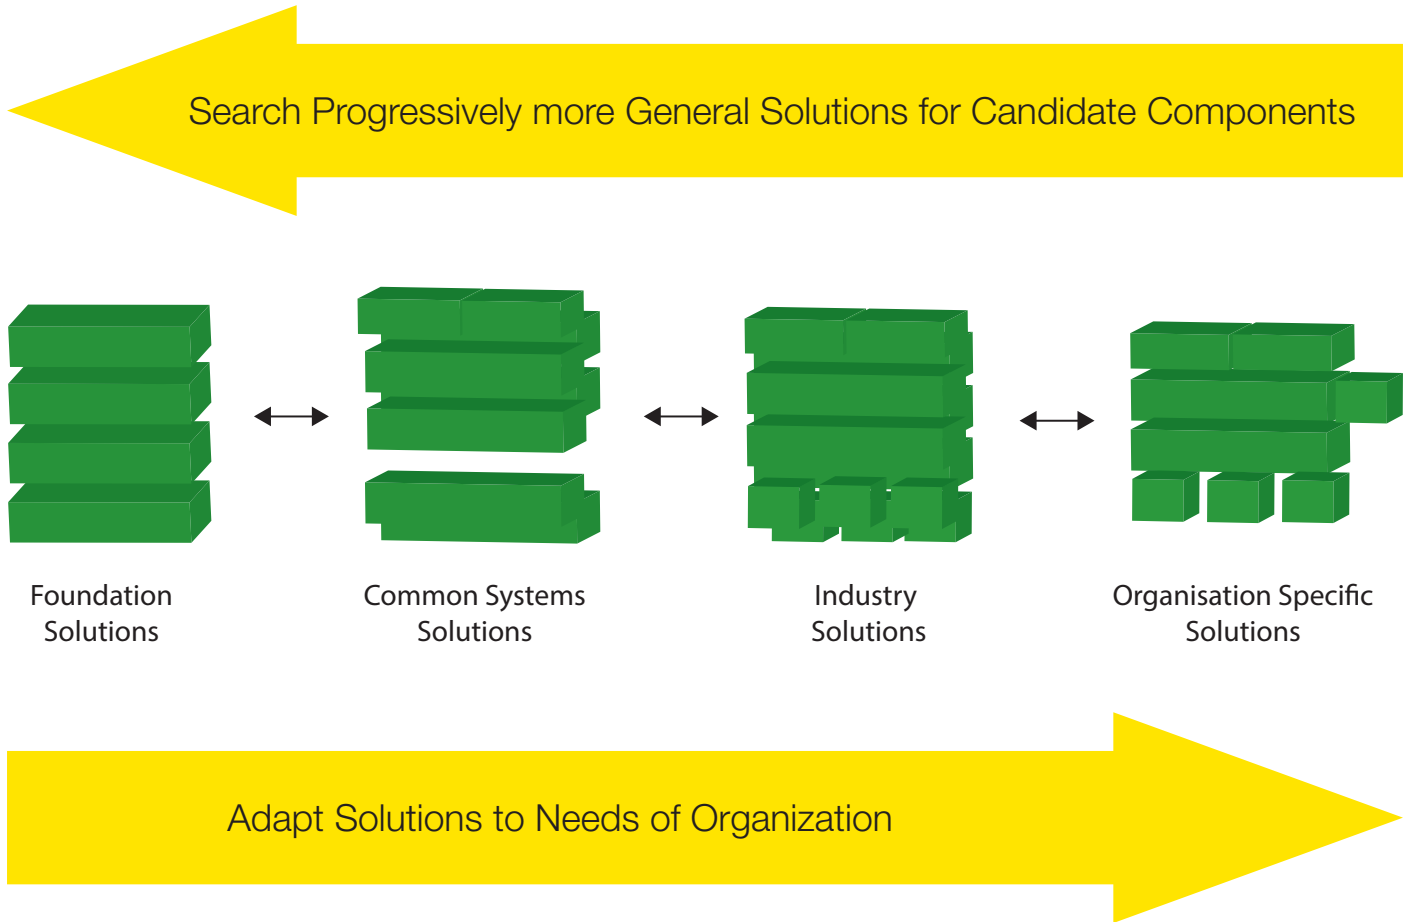 Search Progressively more General Solutions for Candidate Components
Foundation
Solutions
Common Systems
Solutions
Industry
Solutions
Organisation Specific
Solutions
Adapt Solutions to Needs of Organization